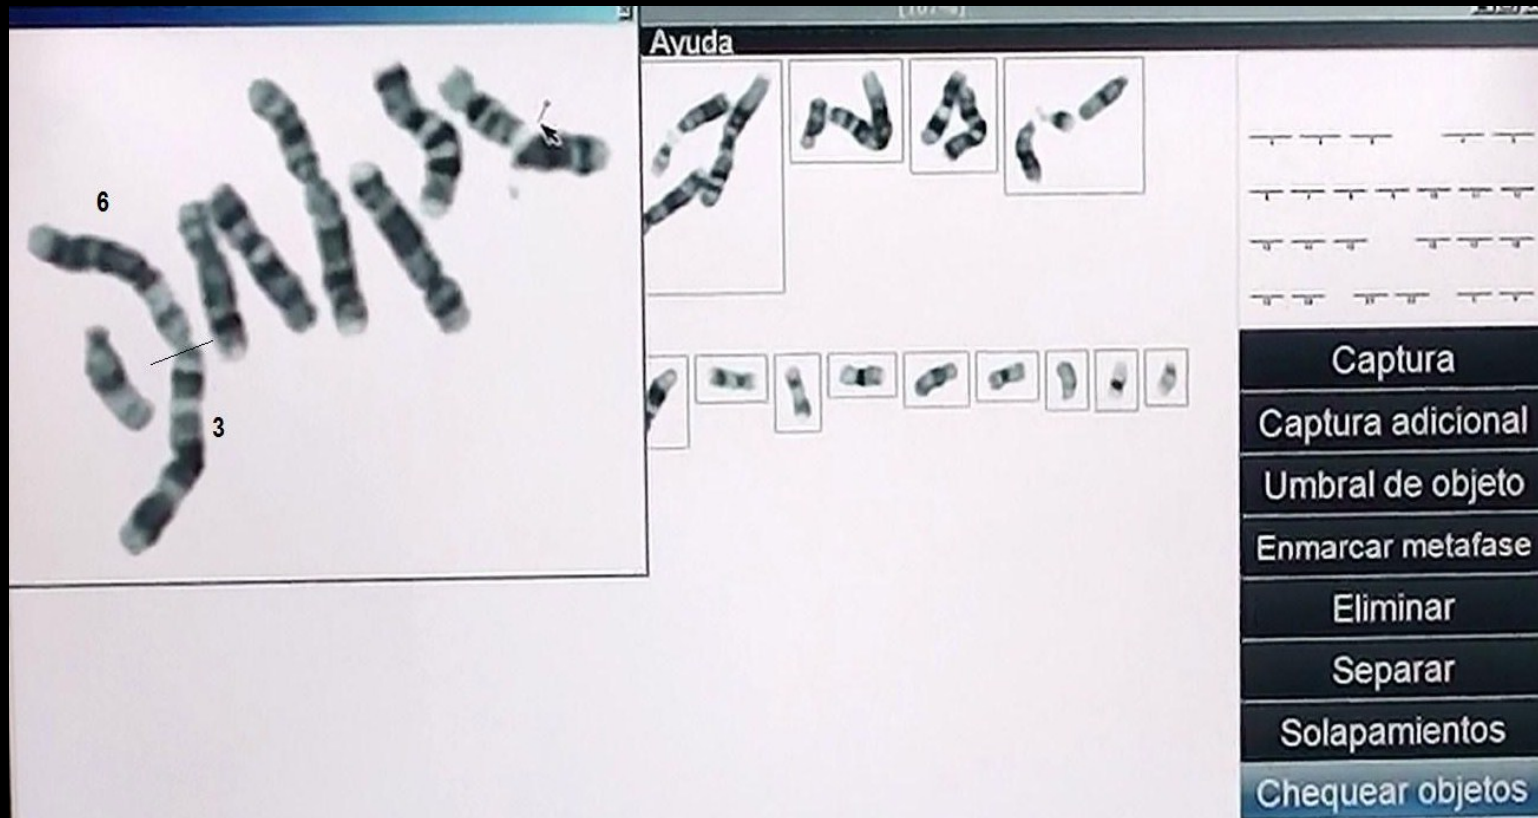 Ayuda
6
3
Captura
Captura adicional
Umbral de objeto
Enmarcar metafase
Eliminar
Separar
Solapamientos
Chequear objetos